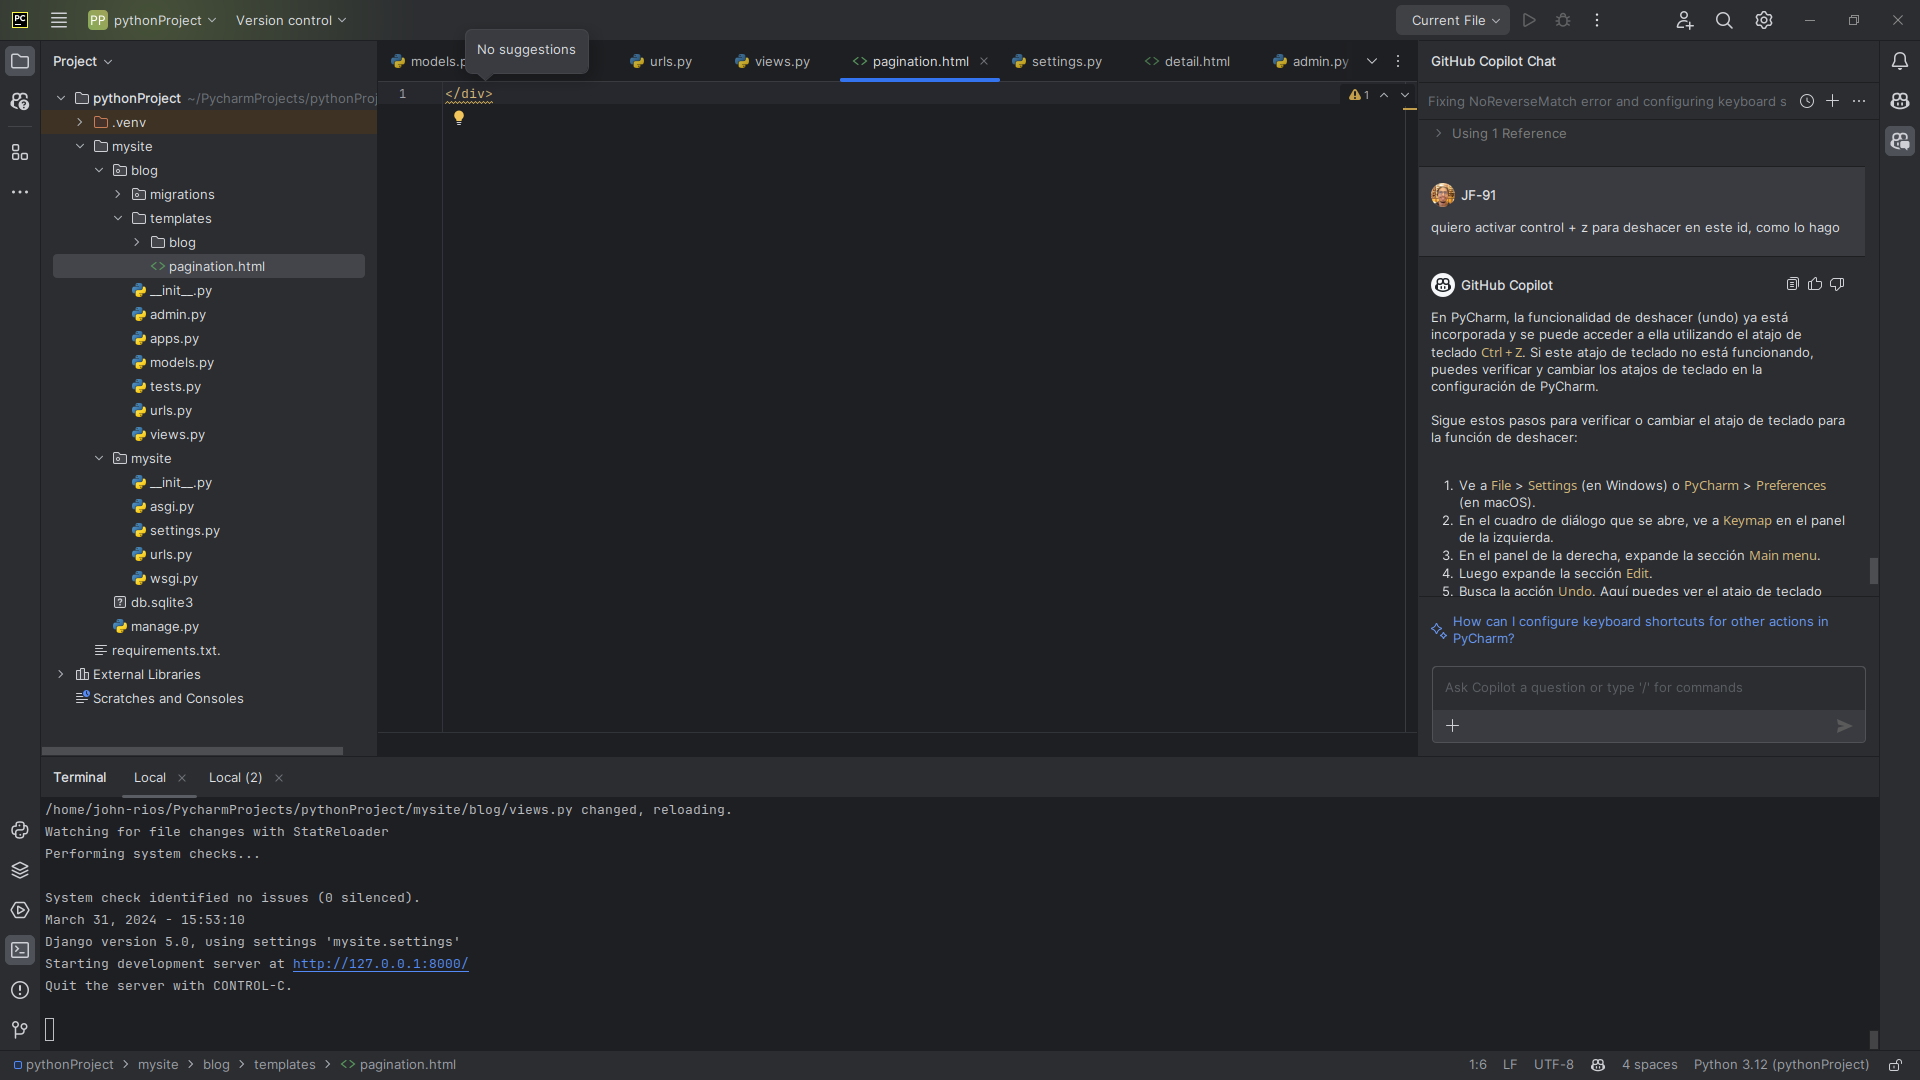 PC
PP
pythonProject
Version control
Current File
Project
No suggestions
models.p
urls.py
views.py
pagination.html
settings.py
detail.html
admin.py
GitHub Copilot Chat
pythonProject ~/PycharmProjects/pythonProj
.venv
mysite
blog
migrations
templates
blog
pagination.html
__init__.py
admin.py
apps.py
models.py
tests.py
urls.py
views.py
mysite
__init__.py
asgi.py
settings.py
urls.py
wsgi.py
db.sqlite3
manage.py
requirements.txt.
External Libraries
Scratches and Consoles
1
</div>
1
Fixing NoReverseMatch error and configuring keyboard s
Using 1 Reference
JF-91
quiero activar control + z para deshacer en este id, como lo hago
GitHub Copilot
En PyCharm, la funcionalidad de deshacer (undo) ya está
incorporada y se puede acceder a ella utilizando el atajo de
teclado Ctrl + Z. Si este atajo de teclado no está funcionando,
puedes verificar y cambiar los atajos de teclado en la
configuración de PyCharm.
Sigue estos pasos para verificar o cambiar el atajo de teclado para
la función de deshacer:
1. Ve a File > Settings (en Windows) o PyCharm > Preferences
(en macOS).
2. En el cuadro de diálogo que se abre, ve a Keymap en el panel
de la izquierda.
3. En el panel de la derecha, expande la sección Main menu.
4. Luego expande la sección Edit.
5. Busca la acción Undo. Aquí puedes ver el atajo de teclado
How can I configure keyboard shortcuts for other actions in
PyCharm?
Ask Copilot a question or type '/' for commands
Terminal
Local
Local (2)
/home/john-rios/PycharmProjects/pythonProject/mysite/blog/views.py changed, reloading.
Watching for file changes with StatReloader
Performing system checks...
System check identified no issues (0 silenced).
March 31, 2024 - 15:53:10
Django version 5.0, using settings 'mysite.settings'
Starting development server at http://127.0.0.1:8000/
Quit the server with CONTROL-C.
pythonProject > mysite > blog > templates > <> pagination.html
1:6
LF
UTF-8
4 spaces
Python 3.12 (pythonProject)